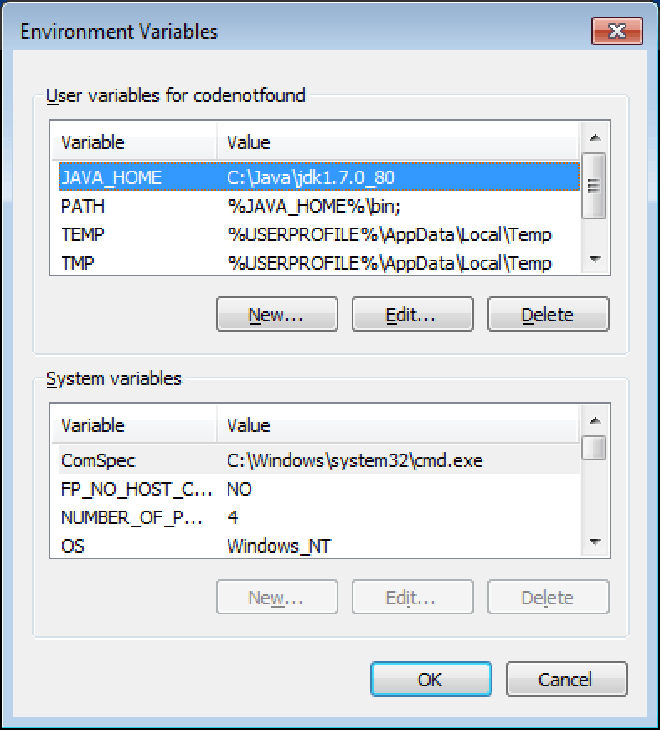 Environment Variables
User variables for codenotfound
Variable Value
JAVA_HOME C:\Java\jdk1.7.0_80
PATH %JAVA_HOME%\bin;
TEMP %USERPROFILE%\AppData\Local\Temp
TMP %USERPROFILE%\AppData\Local\Temp
New... Edit... Delete
System variables
Variable Value
ComSpec C:\Windows\system32\cmd.exe
FP_NO_HOST_C... NO
NUMBER_OF_P... 4
OS Windows_NT
New... Edit... Delete
OK Cancel